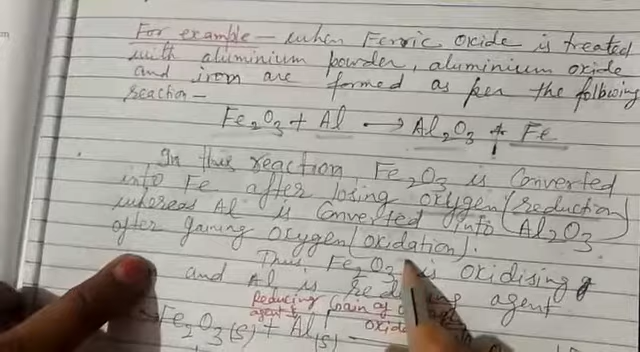 For example - when Ferric Oxide is treated
with aluminium powder, aluminium oxide
and iron are formed as per the following
reaction -
Fe2O3 + Al → Al2O3 + Fe
In this reaction, Fe2O3 is Converted
into Fe after losing oxygen (reduction)
whereas Al is Converted into Al2O3
after gaining oxygen (oxidation).
Thus Fe2O3 is oxidising
and Al is agent
Reducing Gain of
agent
Fe2O3(s) + Al(s)